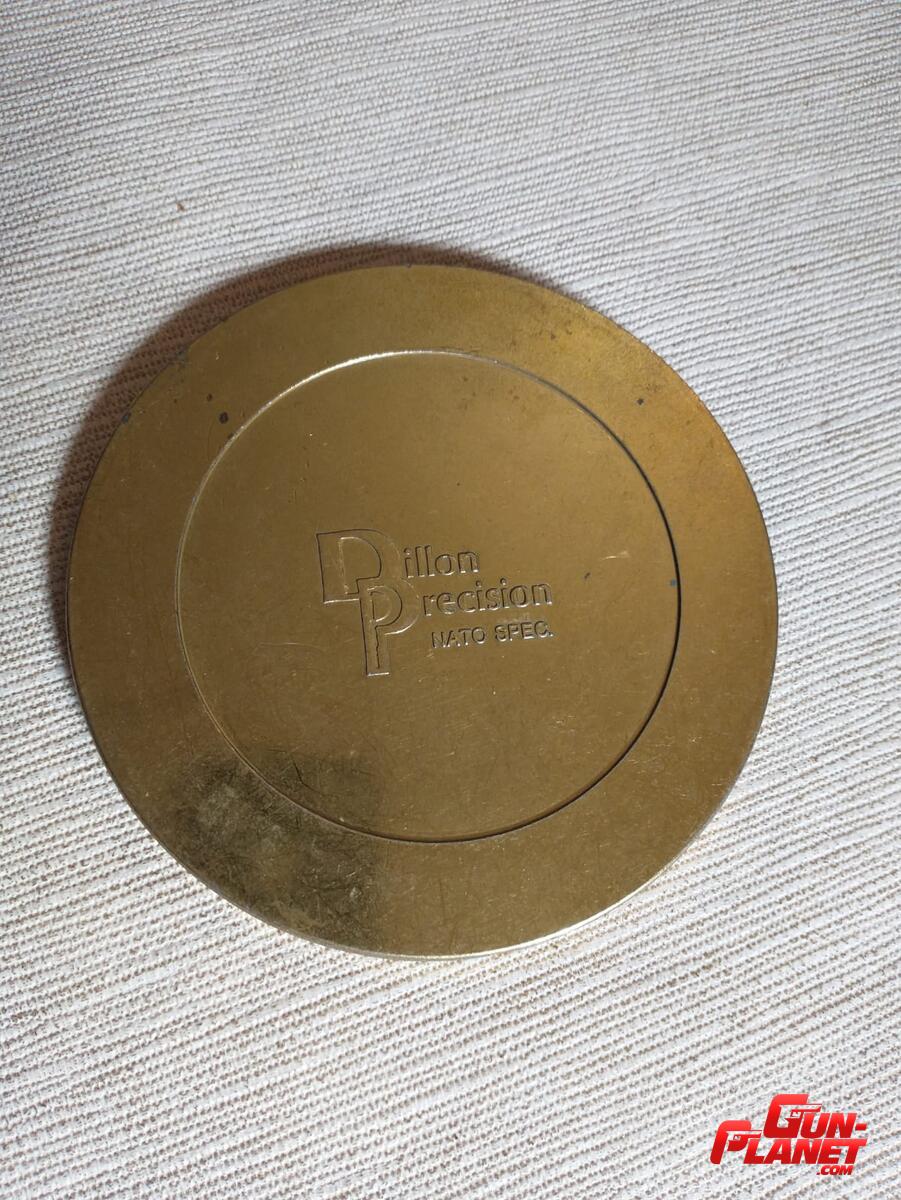 Dillon
Precision
NATO SPEC.
GUN-
PLANET
.COM